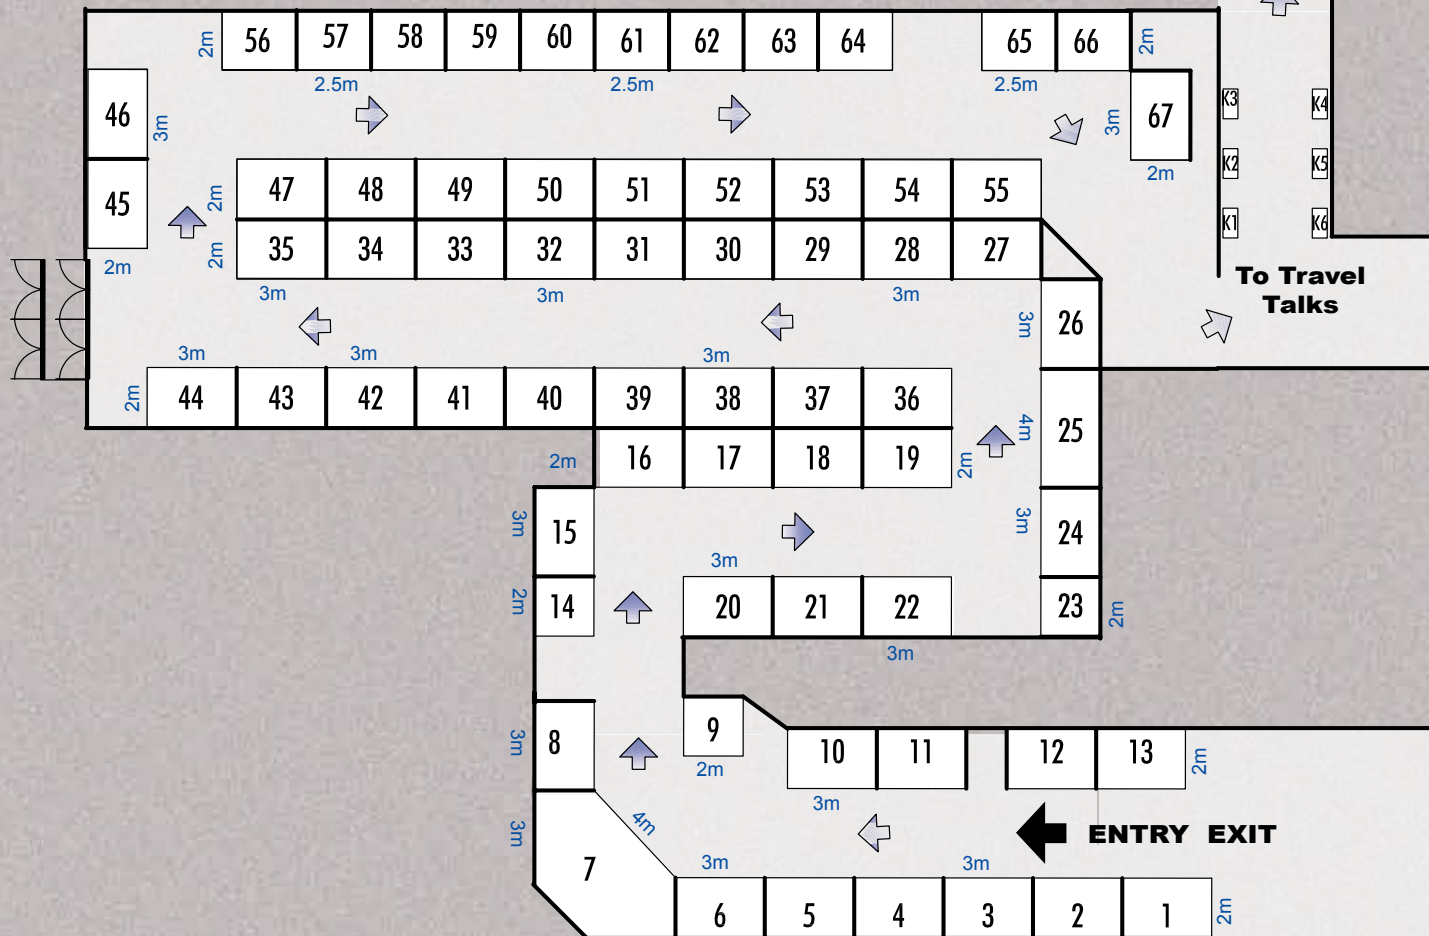 2m 56 57 58 59 60 61 62 63 64 65 66 2m
2.5m 2.5m 2.5m
46 3m 3m 67 K3 K4
2m
K2 K5
45 2m 47 48 49 50 51 52 53 54 55
K1 K6
2m 35 34 33 32 31 30 29 28 27
2m
3m 3m 3m
To Travel
Talks
3m 26
3m 3m 3m
2m 44 43 42 41 40 39 38 37 36
4m 25
2m 16 17 18 19 2m
3m 15 3m 24
3m
2m 14 20 21 22 23 2m
3m
3m 8 9 10 11 12 13 2m
2m
3m
3m 4m ENTRY EXIT
3m 3m
7
6 5 4 3 2 1 2m